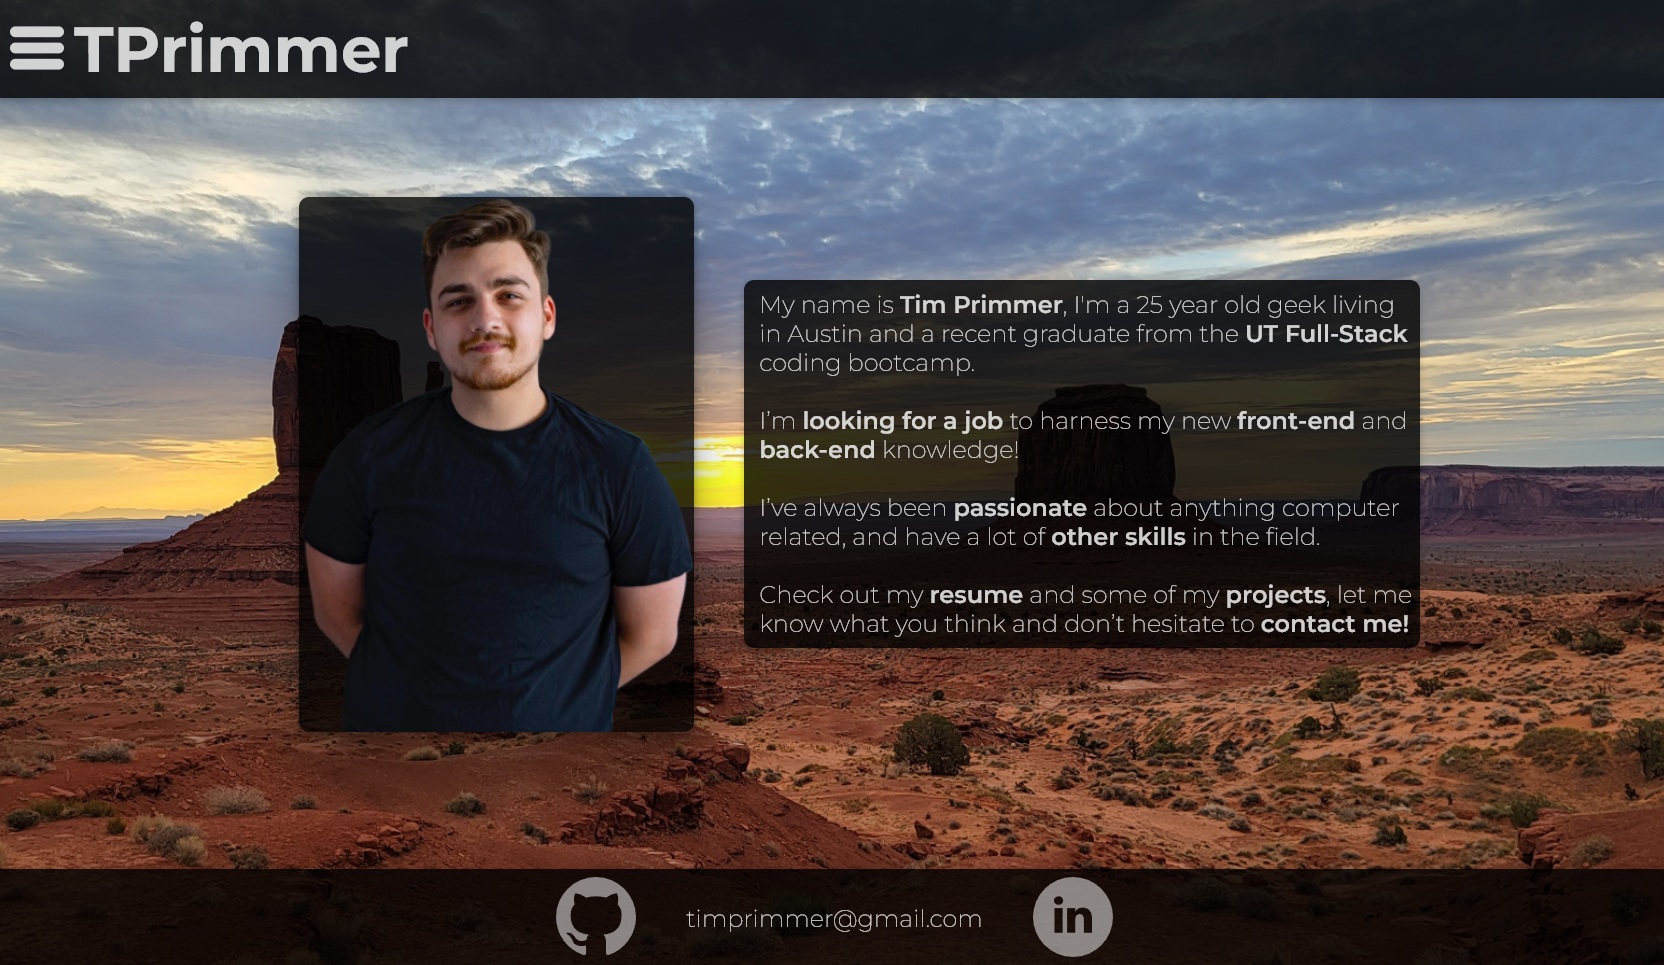 TPrimmer
My name is Tim Primmer, I'm a 25 year old geek living
in Austin and a recent graduate from the UT Full-Stack
coding bootcamp.
I’m looking for a job to harness my new front-end and
back-end knowledge!
I’ve always been passionate about anything computer
related, and have a lot of other skills in the field.
Check out my resume and some of my projects, let me
know what you think and don’t hesitate to contact me!
timprimmer@gmail.com
in